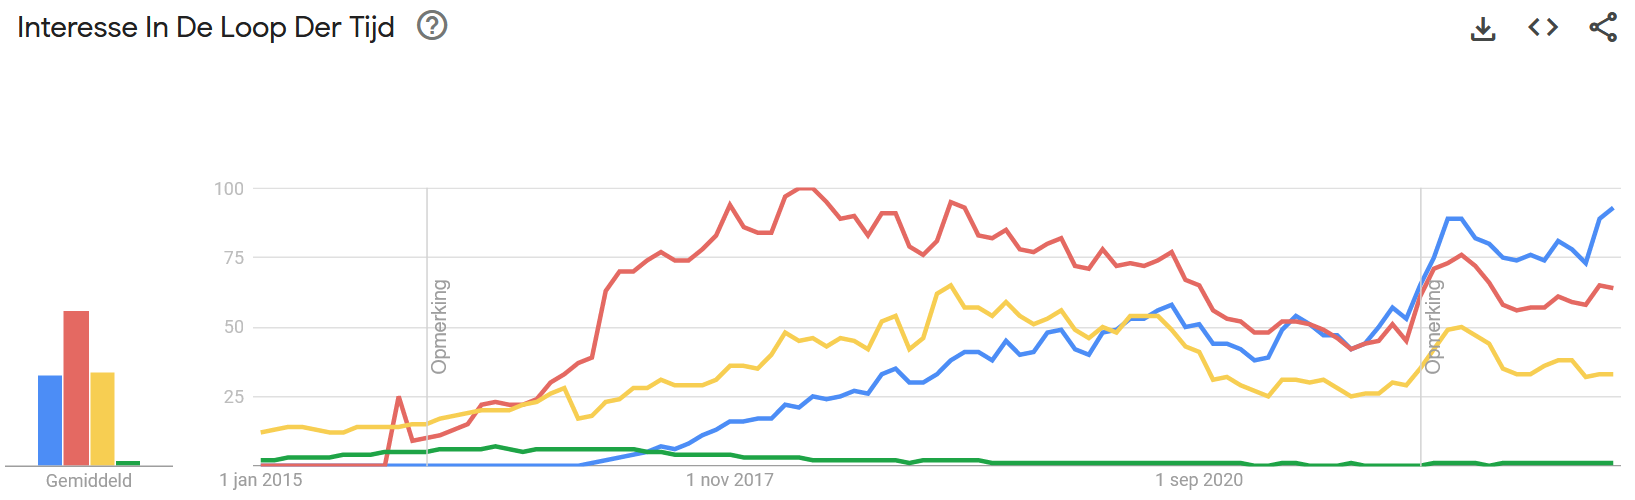 Interesse In De Loop Der Tijd ?
100
75
50
25
Opmerking
Opmerking
Gemiddeld
1 jan 2015
1 nov 2017
1 sep 2020